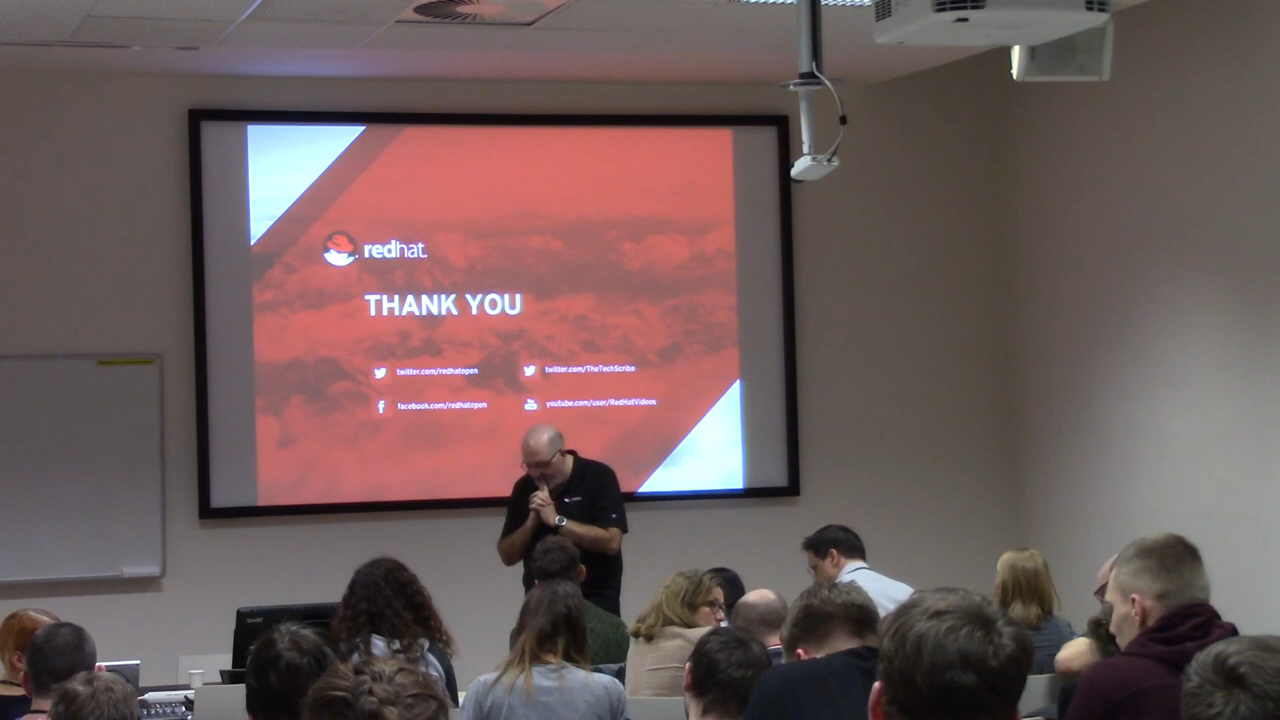 redhat.
THANK YOU
twitter.com/redhatopen
twitter.com/TheTechScribe
facebook.com/redhatopen
youtube.com/user/RedHatVideos